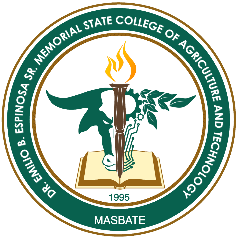 DR. EMILIO B. ESPINOSA SR. MEMORIAL STATE COLLEGE OF AGRICULTURE AND TECHNOLOGY
1995
MASBATE